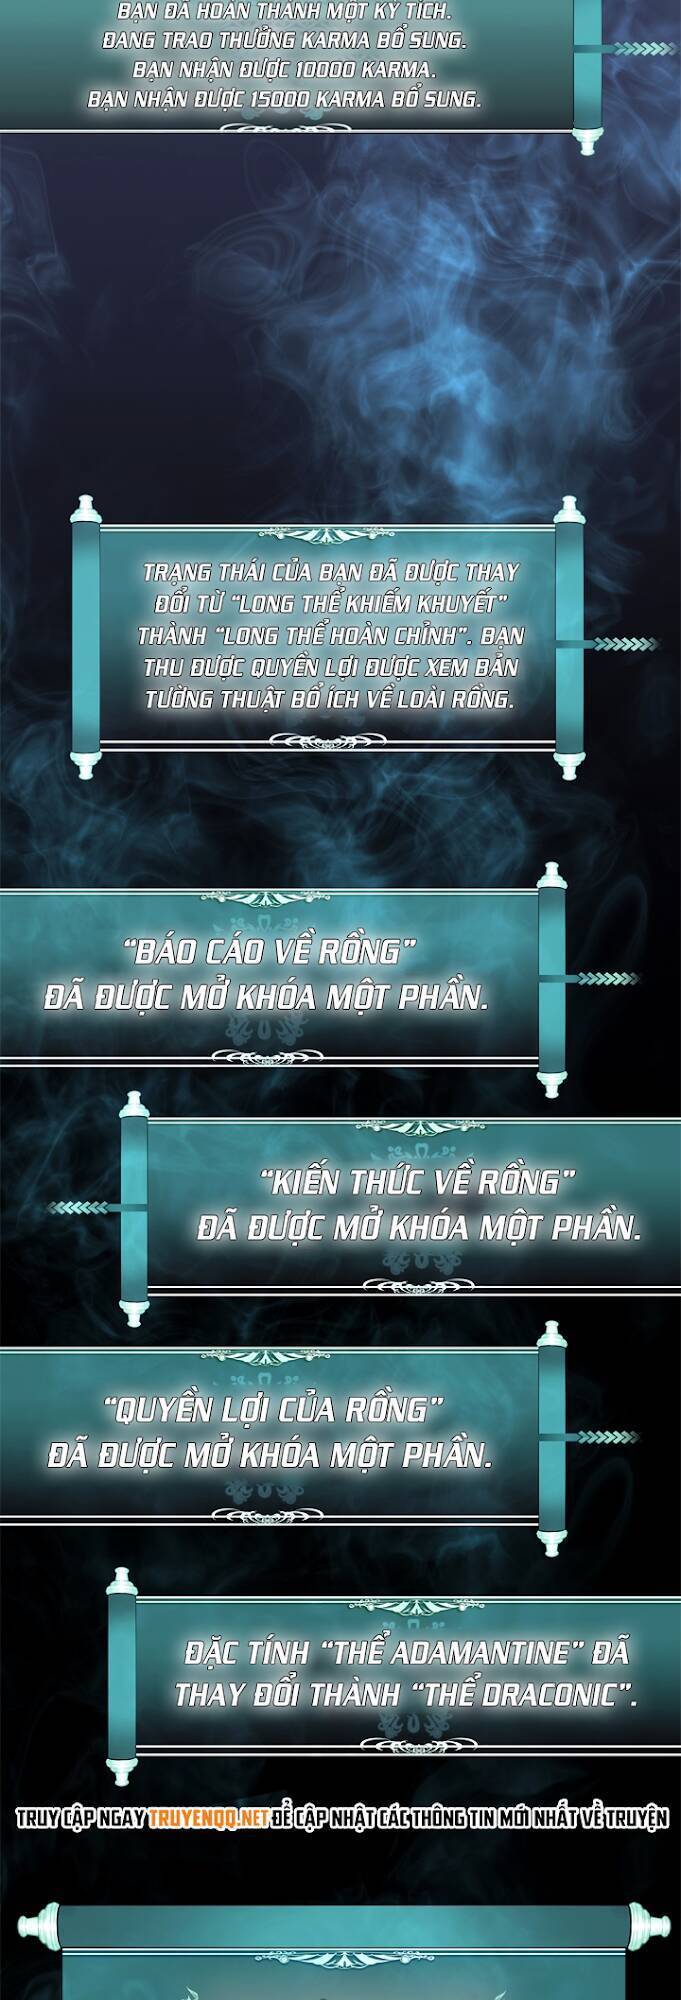 BẠN ĐÃ HOÀN THÀNH MỘT KỲ TÍCH.
ĐANG TRAO THƯỞNG KARMA BỔ SUNG.
BẠN NHẬN ĐƯỢC 10000 KARMA.
BẠN NHẬN ĐƯỢC 15000 KARMA BỔ SUNG.
TRẠNG THÁI CỦA BẠN ĐÃ ĐƯỢC THAY
ĐỔI TỪ “LONG THỂ KHIẾM KHUYẾT”
THÀNH “LONG THỂ HOÀN CHỈNH”. BẠN
THU ĐƯỢC QUYỀN LỢI ĐƯỢC XEM BẢN
TƯỜNG THUẬT BỔ ÍCH VỀ LOÀI RỒNG.
“BÁO CÁO VỀ RỒNG”
ĐÃ ĐƯỢC MỞ KHÓA MỘT PHẦN.
“KIẾN THỨC VỀ RỒNG”
ĐÃ ĐƯỢC MỞ KHÓA MỘT PHẦN.
“QUYỀN LỢI CỦA RỒNG”
ĐÃ ĐƯỢC MỞ KHÓA MỘT PHẦN.
ĐẶC TÍNH “THỂ ADAMANTINE” ĐÃ
THAY ĐỔI THÀNH “THỂ DRACONIC”.
TRUY CẬP NGAY TRUYENQQ.NET ĐỂ CẬP NHẬT CÁC THÔNG TIN MỚI NHẤT VỀ TRUYỆN